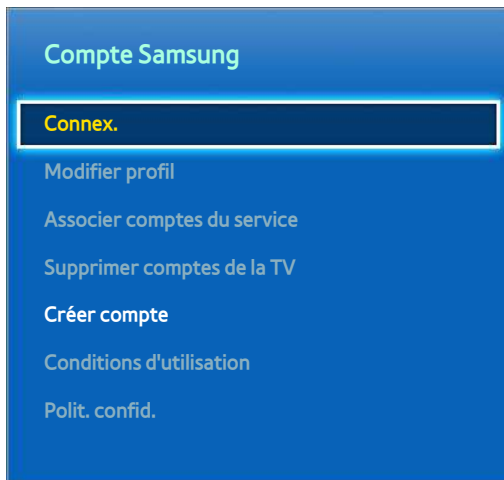 Compte Samsung
Connex.
Modifier profil
Associer comptes du service
Supprimer comptes de la TV
Créer compte
Conditions d'utilisation
Polit. confid.